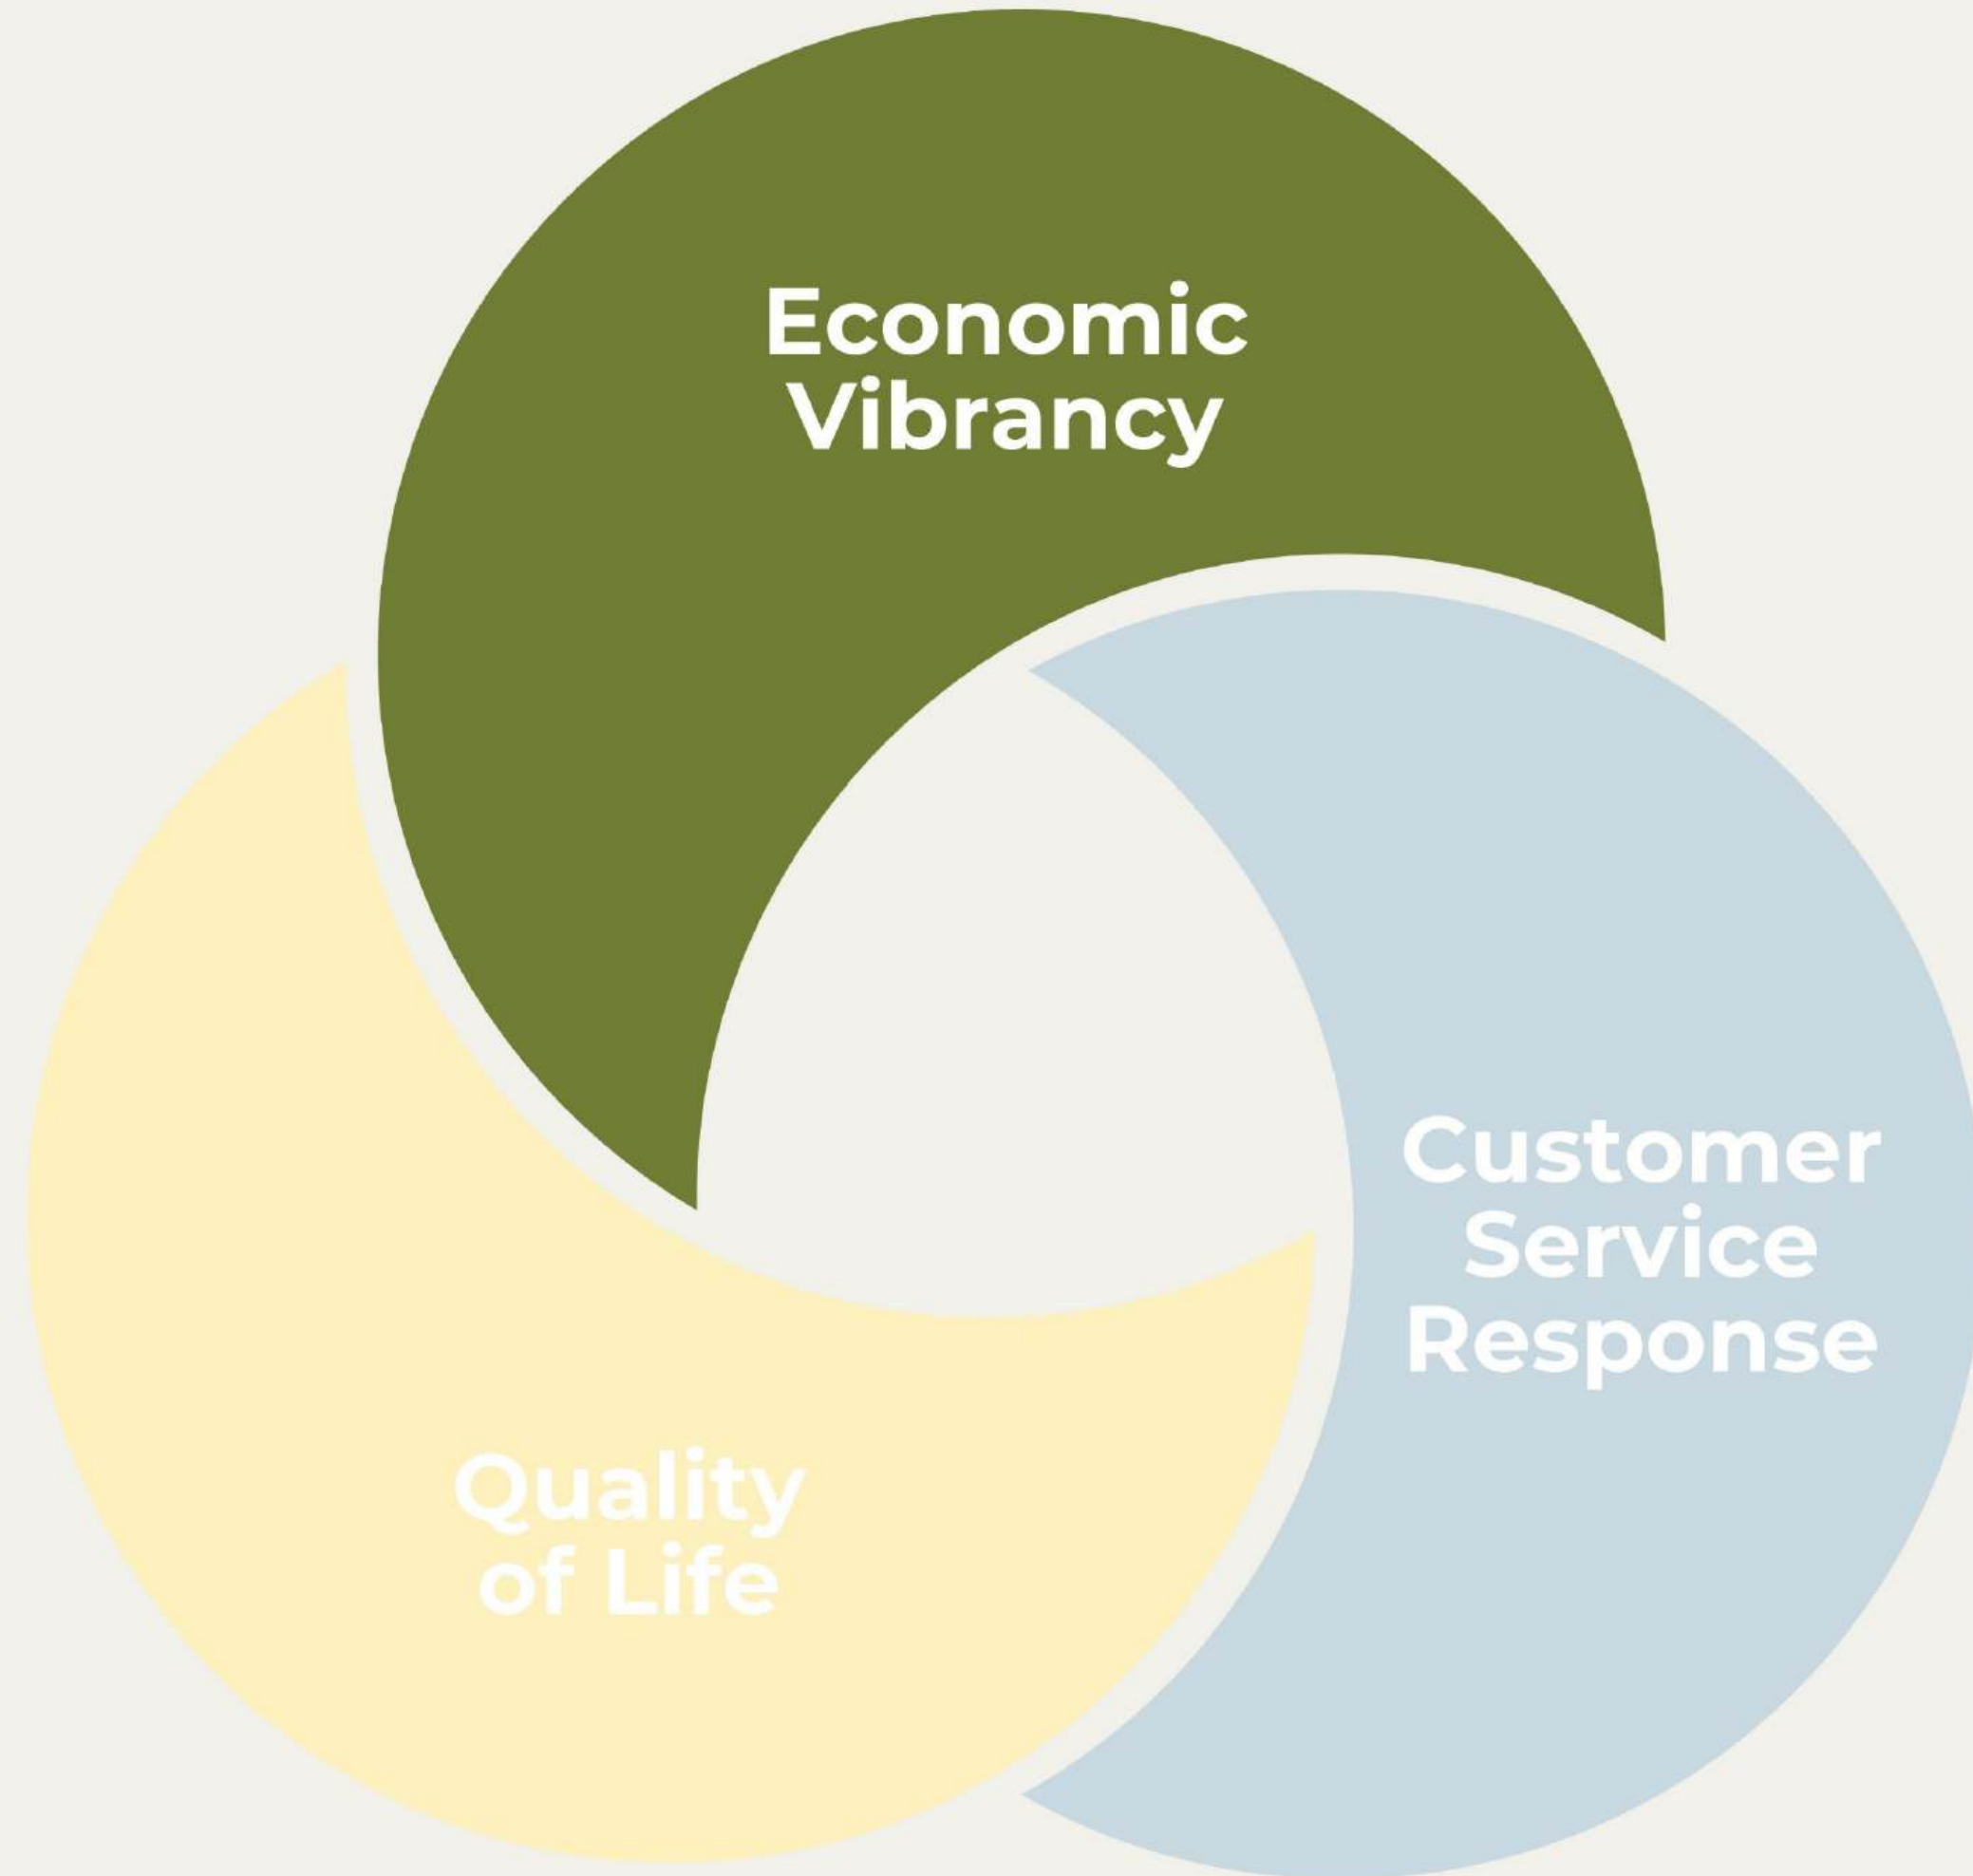 Economic
Vibrancy
Customer
Service
Response
Quality
of Life